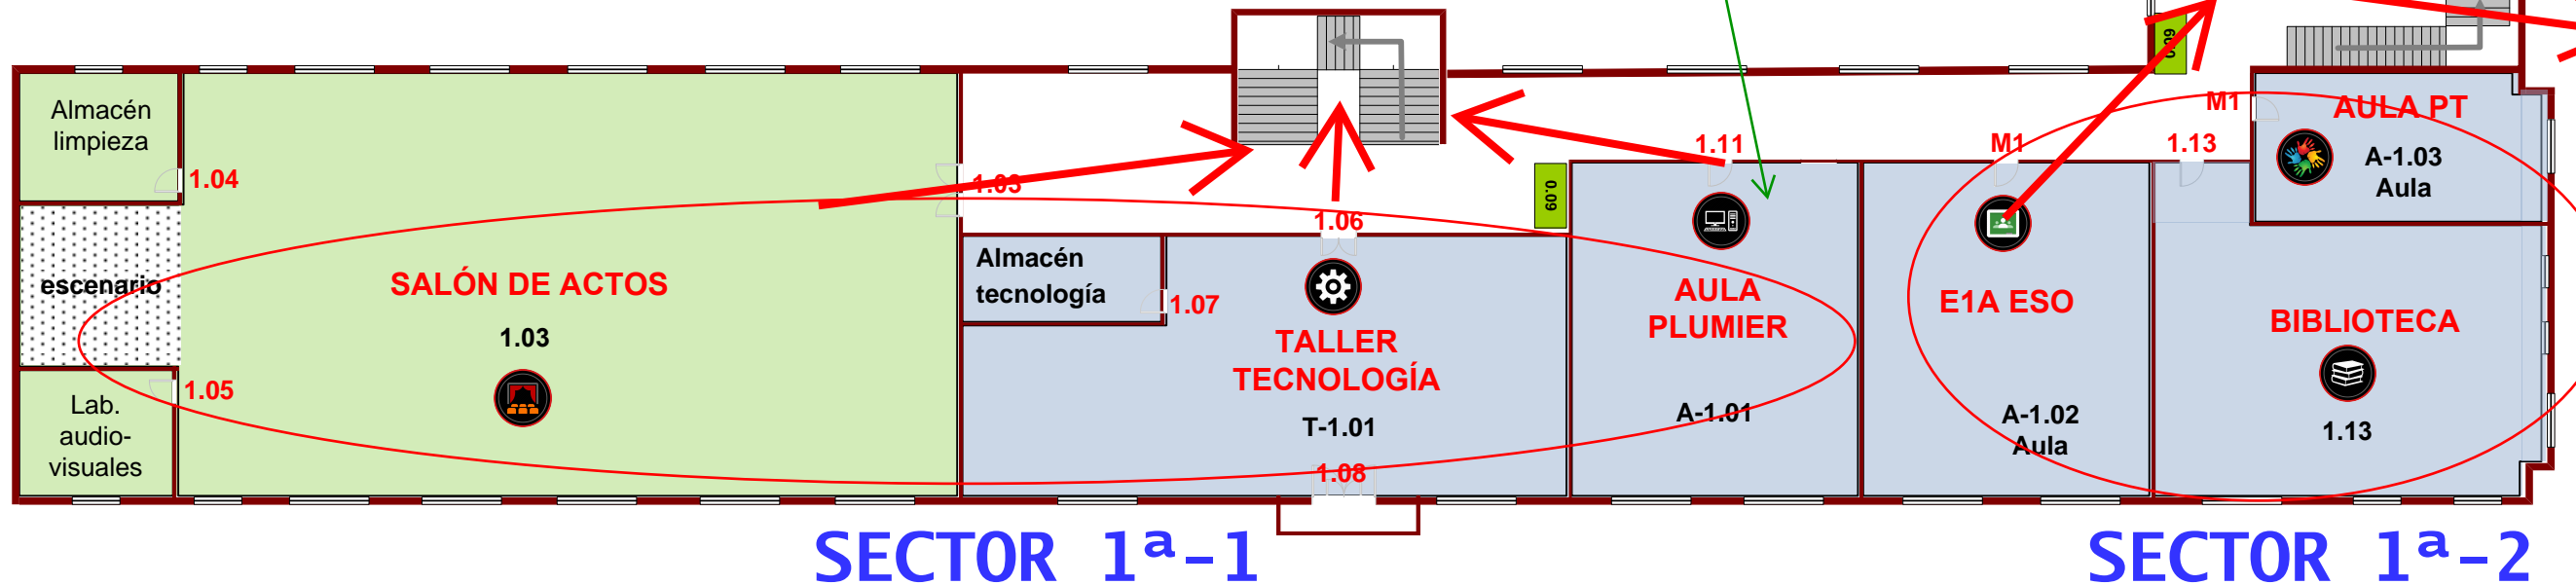 Almacén
limpieza
1.04
escenario
SALÓN DE ACTOS
1.03
1.03
Lab.
audio-
visuales
1.05
Almacén
tecnología
1.07
1.06
TALLER
TECNOLOGÍA
T-1.01
1.08
0.09
1.11
AULA
PLUMIER
A-1.01
M1
E1A ESO
A-1.02
Aula
0.09
M1
AULA PT
A-1.03
Aula
1.13
BIBLIOTECA
1.13
SECTOR 1ª-1
SECTOR 1ª-2